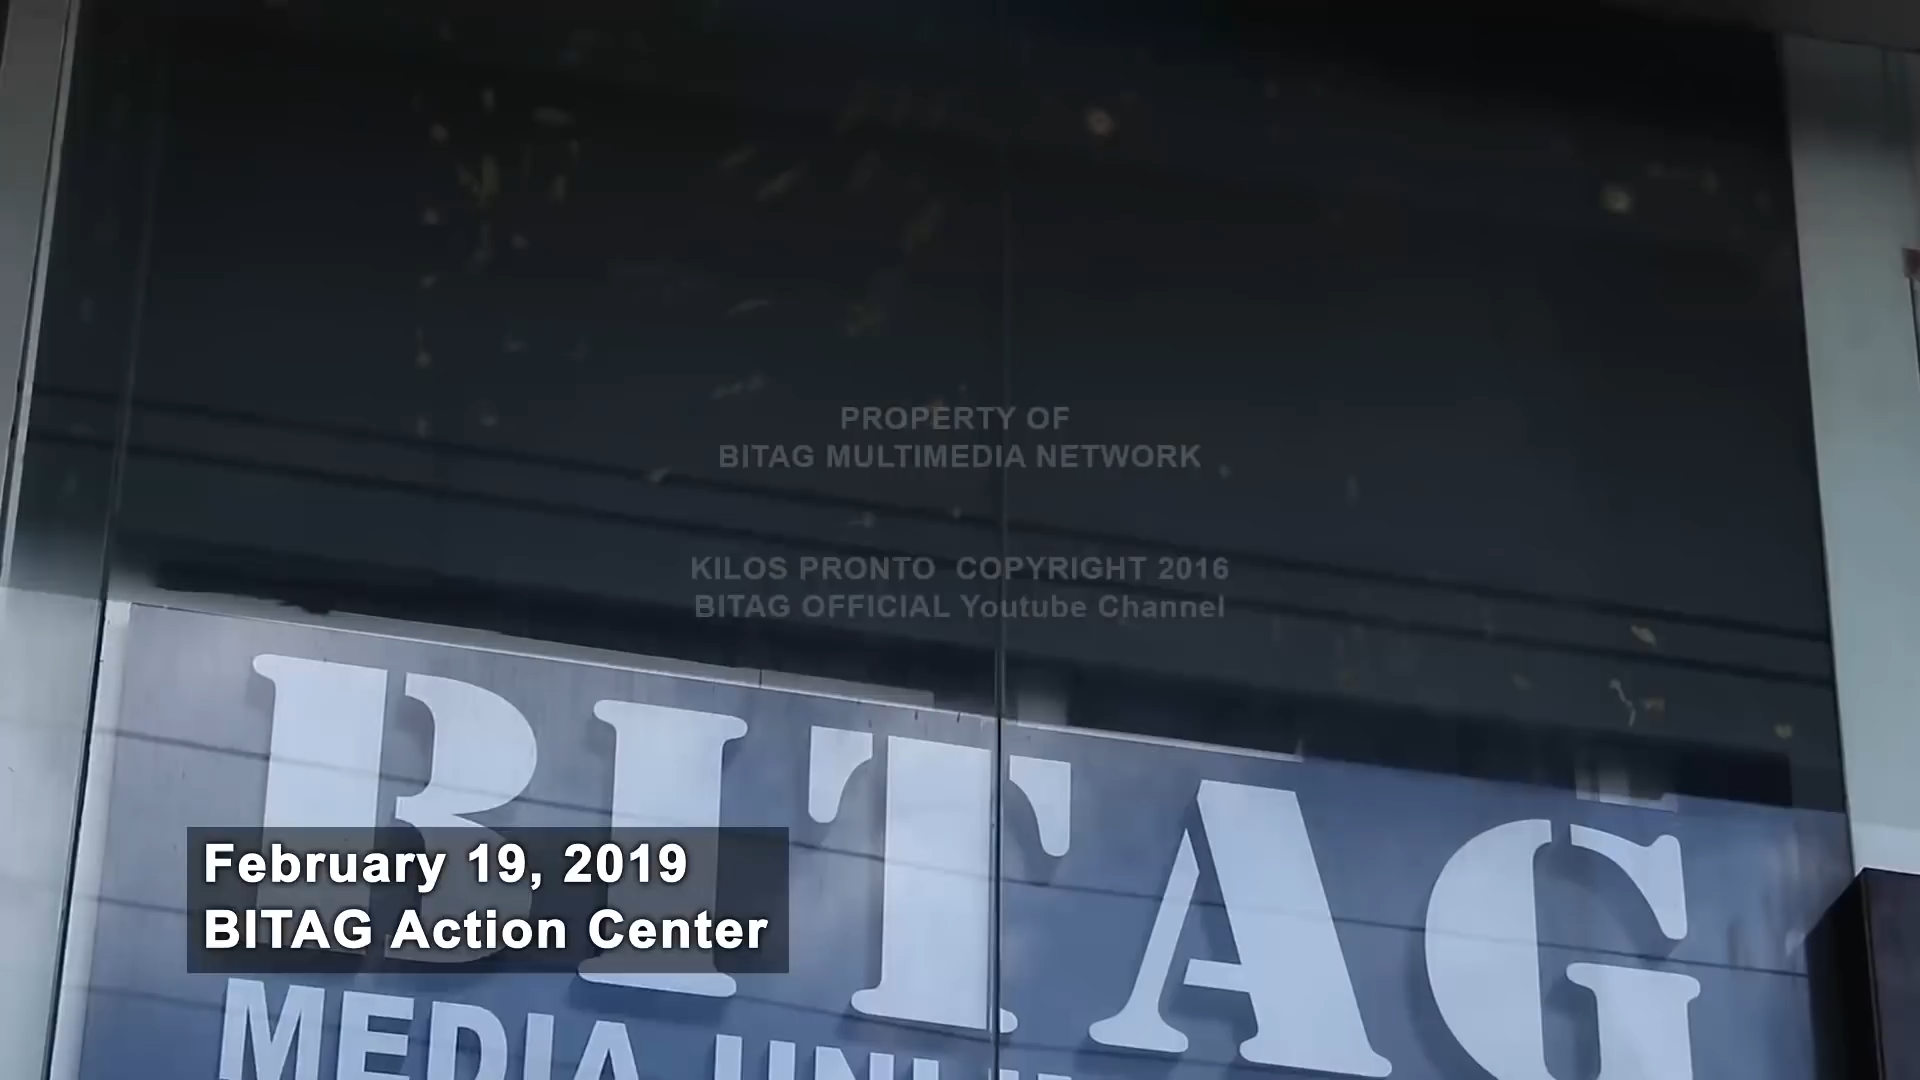 PROPERTY OF
BITAG MULTIMEDIA NETWORK
KILOS PRONTO COPYRIGHT 2016
BITAG OFFICIAL Youtube Channel
BITAG
February 19, 2019
BITAG Action Center
MEDIA